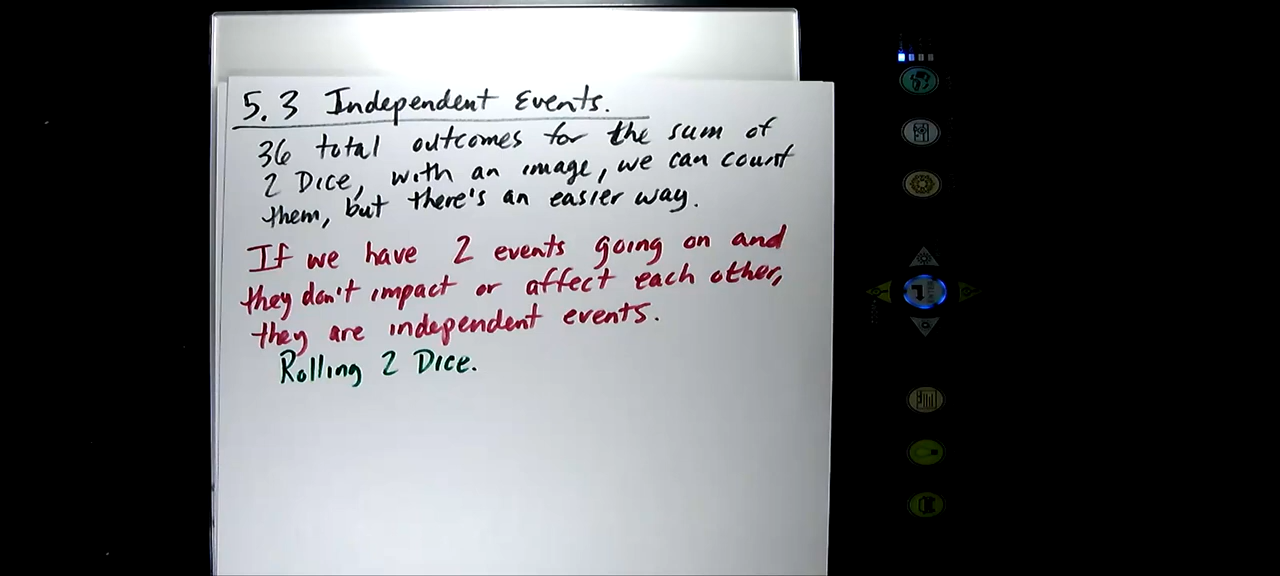 5.3 Independent Events.
36 total outcomes for the sum of
2 Dice, with an image, we can count
them, but there's an easier way.
If we have 2 events going on and
they don't impact or affect each other,
they are independent events.
Rolling 2 Dice.